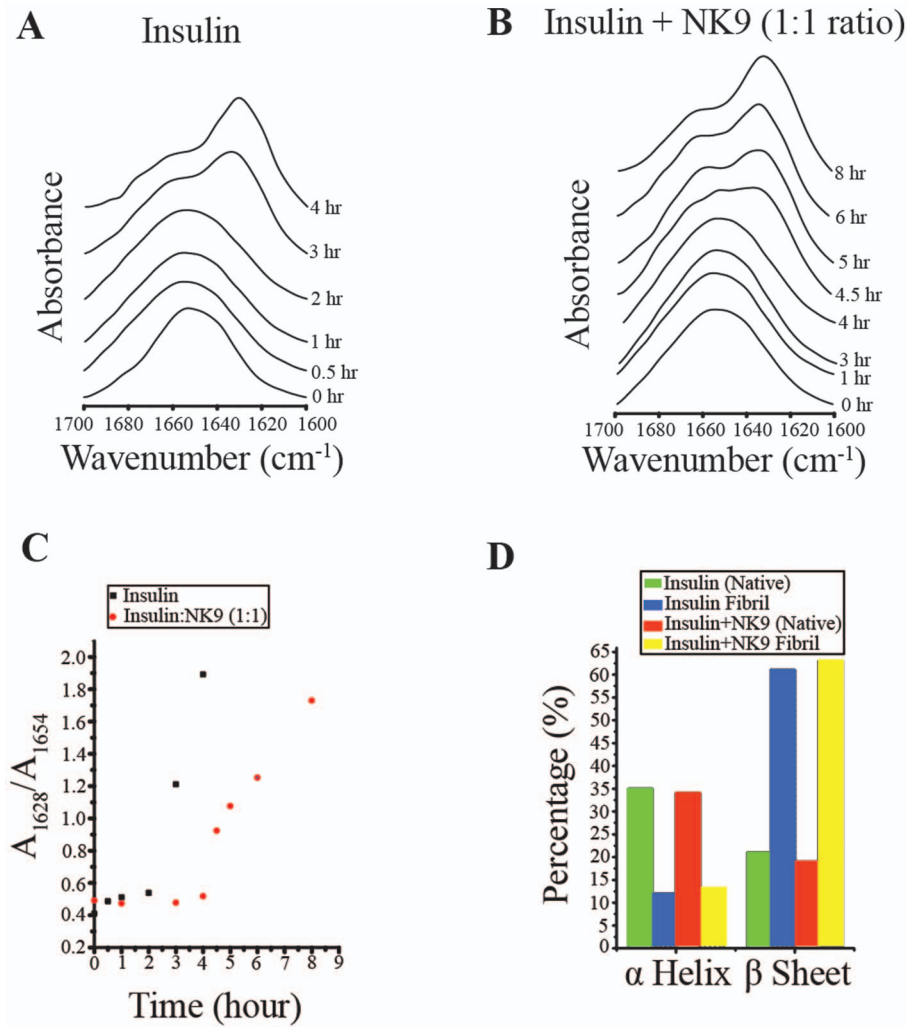 A
Insulin
Absorbance
4 hr
3 hr
2 hr
1 hr
0.5 hr
0 hr
1700 1680 1660 1640 1620 1600
Wavenumber (cm-1)
B
Insulin + NK9 (1:1 ratio)
Absorbance
8 hr
6 hr
5 hr
4.5 hr
4 hr
3 hr
1 hr
0 hr
1700 1680 1660 1640 1620 1600
Wavenumber (cm-1)
C
Insulin
Insulin:NK9 (1:1)
A1628/A1654
2.0
1.8
1.6
1.4
1.2
1.0
0.8
0.6
0.4
0.2
0 1 2 3 4 5 6 7 8 9
Time (hour)
D
Insulin (Native)
Insulin Fibril
Insulin+NK9 (Native)
Insulin+NK9 Fibril
Percentage (%)
65
60
55
50
45
40
35
30
25
20
15
10
5
0
α Helix β Sheet